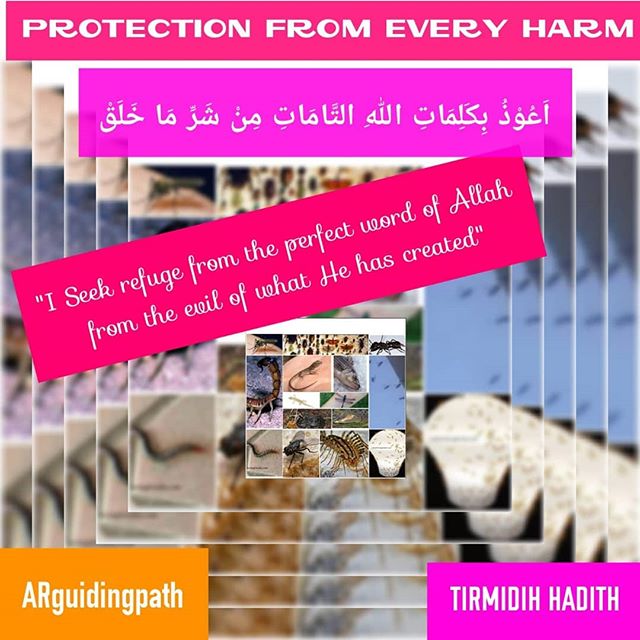 PROTECTION FROM EVERY HARM
اَعُوْذُ بِكَلِمَاتِ اللهِ التَّامَاتِ مِنْ شَرِّ مَا خَلَقْ
"I Seek refuge from the perfect word of Allah
from the evil of what He has created"
ARguidingpath
TIRMIDIH HADITH